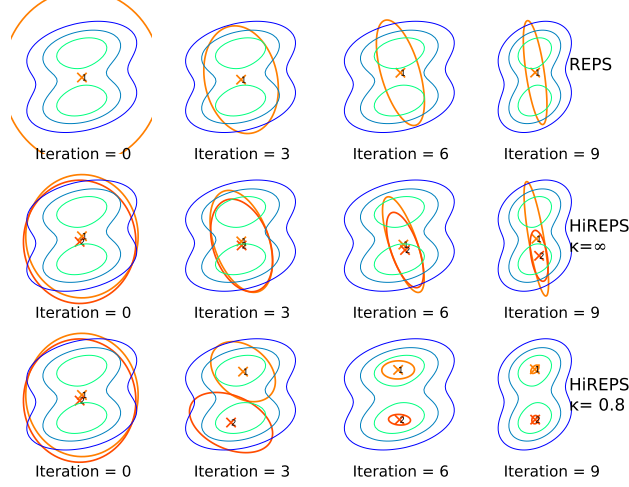 REPS
Iteration = 0
Iteration = 3
Iteration = 6
Iteration = 9
HiREPS
κ=∞
Iteration = 0
Iteration = 3
Iteration = 6
Iteration = 9
HiREPS
κ= 0.8
Iteration = 0
Iteration = 3
Iteration = 6
Iteration = 9